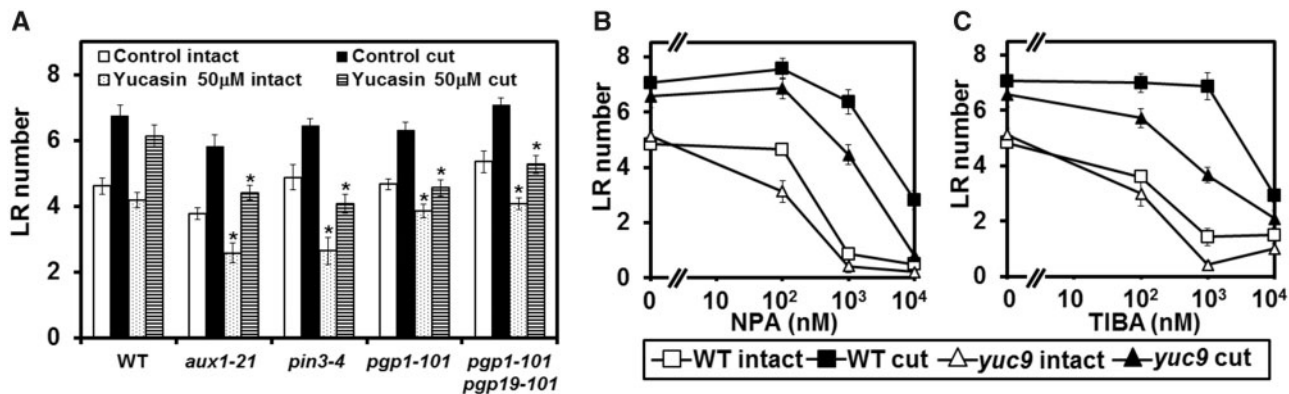 A
8
6
4
2
0
LR number
Control intact
Control cut
Yucasin 50μM intact
Yucasin 50μM cut
* * * * * * * *
WT
aux1-21
pin3-4
pgp1-101
pgp1-101
pgp19-101
B
8
6
4
2
0
LR number
0 10 10² 10³ 10⁴
NPA (nM)
C
8
6
4
2
0
LR number
0 10 10² 10³ 10⁴
TIBA (nM)
WT intact
WT cut
yuc9 intact
yuc9 cut